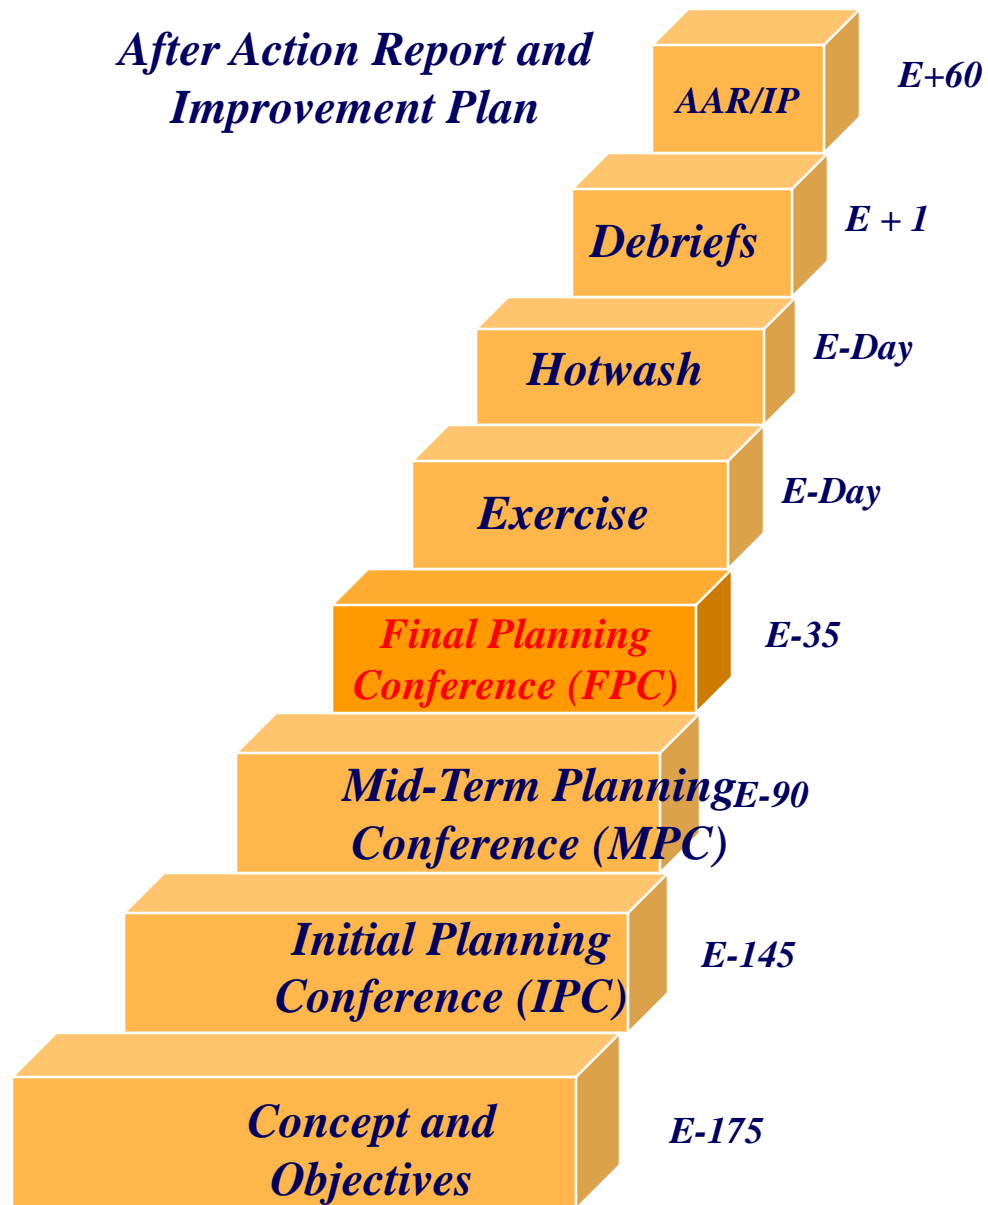 After Action Report and
Improvement Plan
AAR/IP
E+60
Debriefs
E + 1
Hotwash
E-Day
Exercise
E-Day
Final Planning
Conference (FPC)
E-35
Mid-Term Planning
Conference (MPC)
E-90
Initial Planning
Conference (IPC)
E-145
Concept and
Objectives
E-175